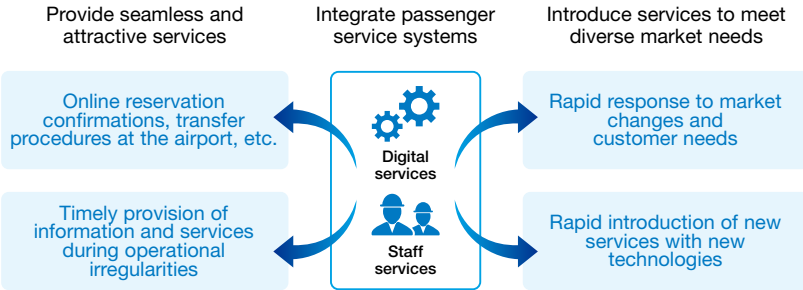 Provide seamless and
attractive services
Integrate passenger
service systems
Introduce services to meet
diverse market needs
Online reservation
confirmations, transfer
procedures at the airport, etc.
Timely provision of
information and services
during operational
irregularities
Digital
services
Staff
services
Rapid response to market
changes and
customer needs
Rapid introduction of new
services with new
technologies